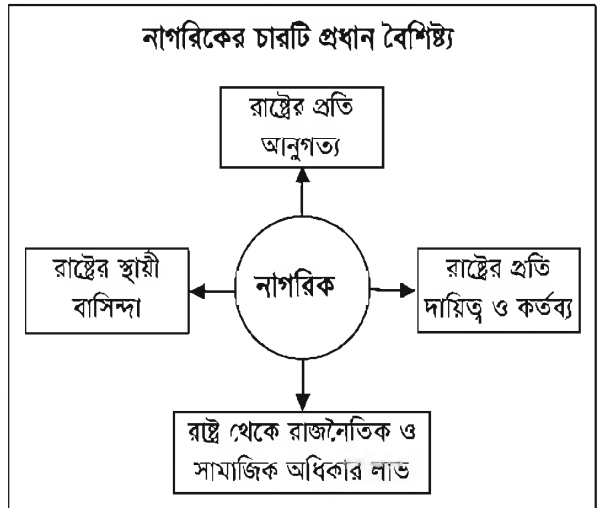 নাগরিকের চারটি প্রধান বৈশিষ্ট্য
রাষ্ট্রের প্রতি
আনুগত্য
রাষ্ট্রের স্থায়ী
বাসিন্দা
নাগরিক
রাষ্ট্রের প্রতি
দায়িত্ব ও কর্তব্য
রাষ্ট্র থেকে রাজনৈতিক ও
সামাজিক অধিকার লাভ